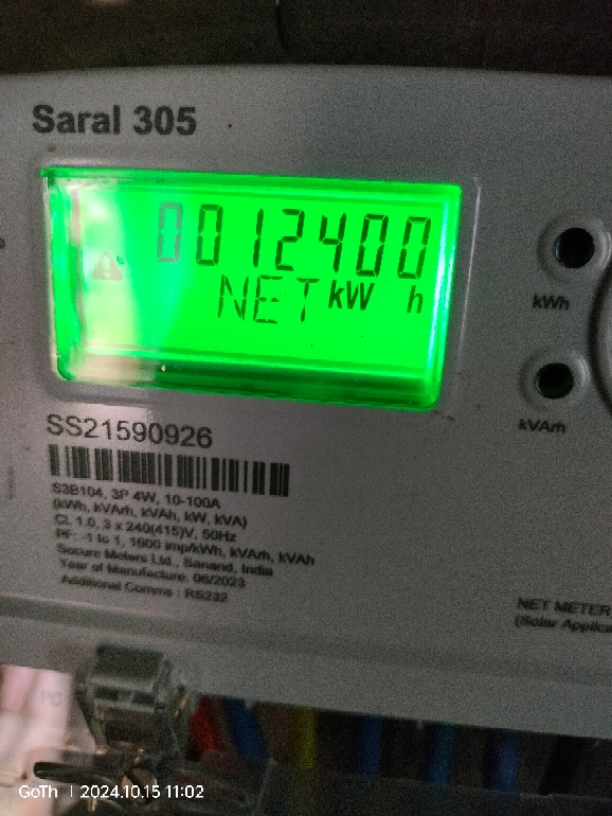 Saral 305
0012400
NET kW h
kWh
kVArh
SS21590926
S3B104, 3P 4W, 10-100A
(kWh, kVArh, kVAh, kW, kVA)
Cl. 1.0, 3 x 240(415)V, 50Hz
PF: -1 to 1, 1600 imp/kWh, kVArh, kVAh
Secure Meters Ltd., Sanand, India
Year of Manufacture: 06/2023
Additional Comms : RS232
NET METER
(Solar
GoTh | 2024.10.15 11:02